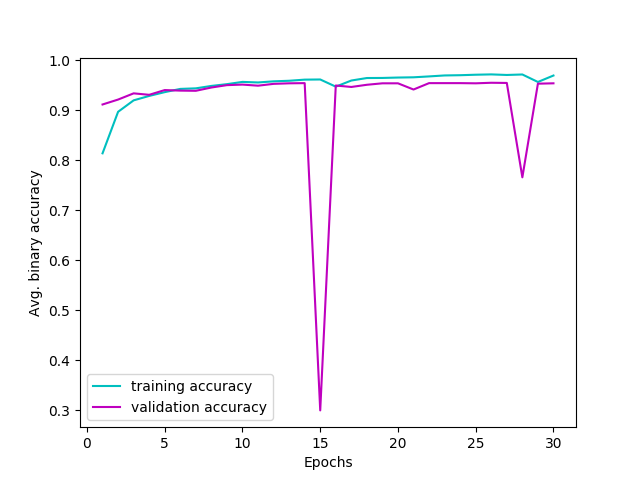 1.0
0.9
0.8
0.7
0.6
0.5
0.4
0.3
Avg. binary accuracy
training accuracy
validation accuracy
0 5 10 15 20 25 30
Epochs